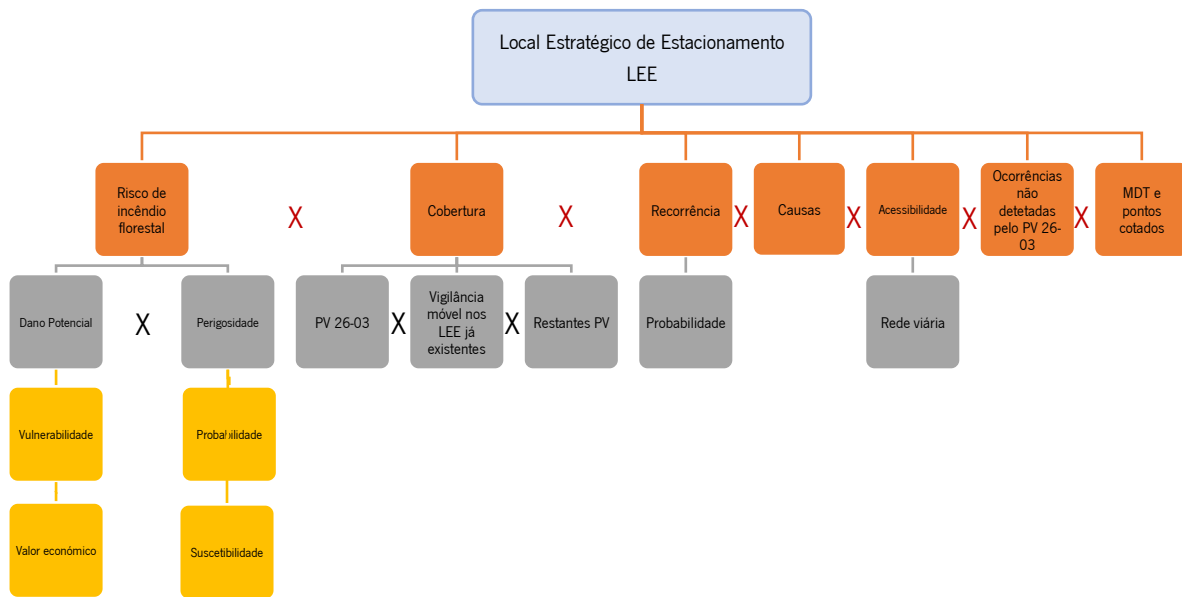 Local Estratégico de Estacionamento
LEE
Risco de
incêndio
florestal
X
Cobertura
X
Recorrência
X
Causas
X
Acessibilidade
X
Ocorrências
não
detetadas
pelo PV 26-
03
X
MDT e
pontos
cotados
Dano Potencial
X
Perigosidade
PV 26-03
X
Vigilância
móvel nos
LEE já
existentes
X
Restantes PV
Probabilidade
Rede viária
Vulnerabilidade
Probabilidade
Valor económico
Suscetibilidade